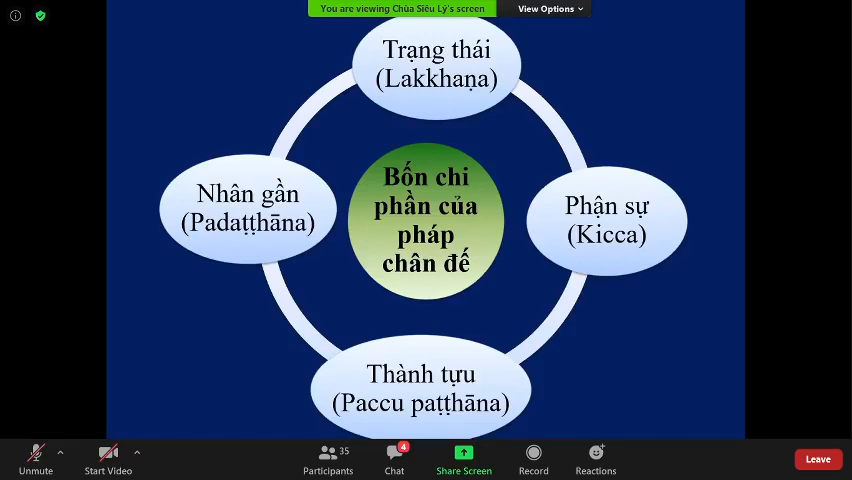 You are viewing Chùa Siêu Lý's screen
View Options
Trạng thái
(Lakkhaṇa)
Nhân gần
(Padaṭṭhāna)
Bốn chi
phần của
pháp
chân đế
Phận sự
(Kicca)
Thành tựu
(Paccu paṭṭhāna)
Unmute
Start Video
35
Participants
4
Chat
Share Screen
Record
Reactions
Leave